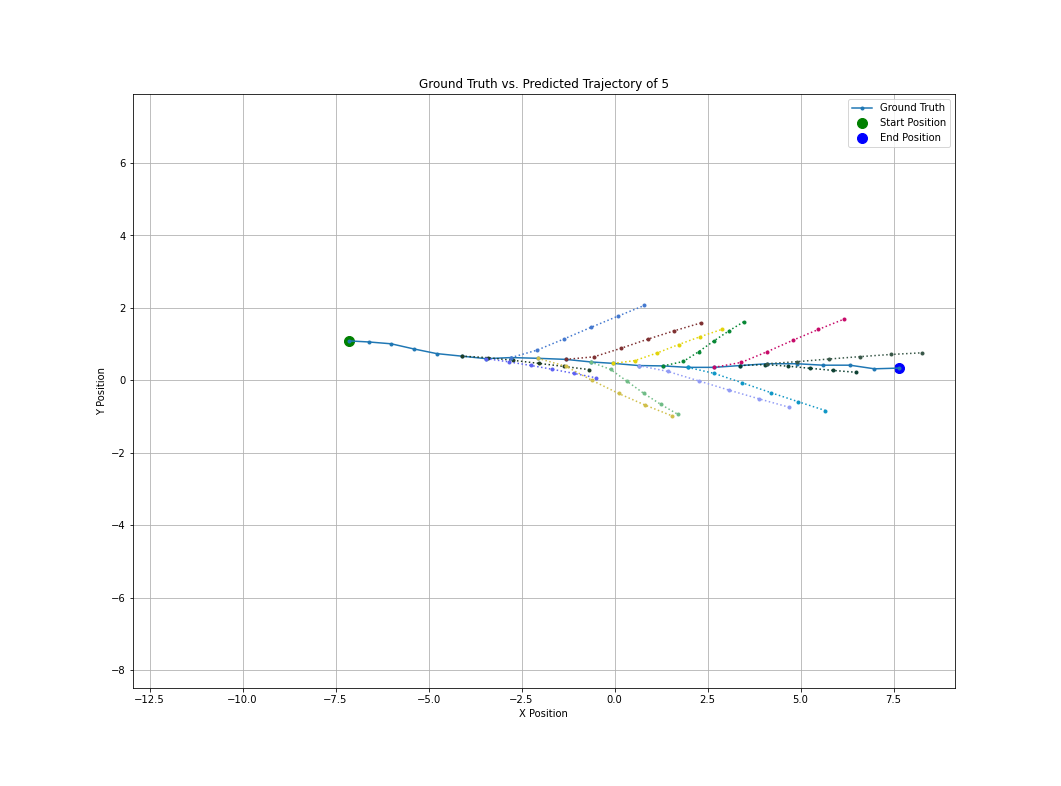 Ground Truth vs. Predicted Trajectory of 5
Ground Truth
Start Position
End Position
6
4
2
0
−2
−4
−6
−8
Y Position
−12.5 −10.0 −7.5 −5.0 −2.5 0.0 2.5 5.0 7.5
X Position